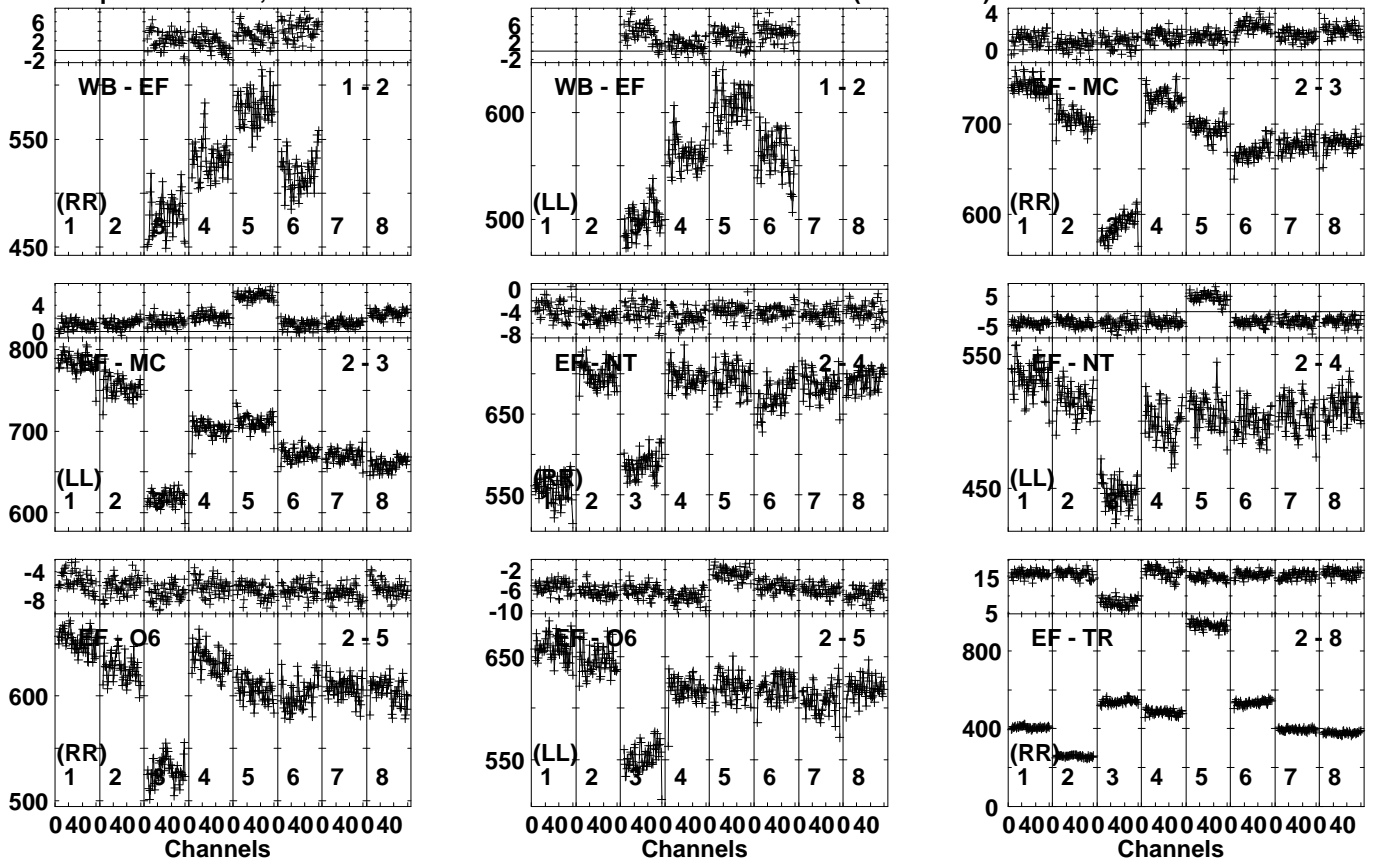 6
2
-2
WB - EF 1 - 2
550
450
(RR)
1 2 3 4 5 6 7 8
6
2
-2
WB - EF 1 - 2
600
500
(LL)
1 2 3 4 5 6 7 8
4
0
EF - MC 2 - 3
700
600
(RR)
1 2 3 4 5 6 7 8
4
0
800
EF - MC 2 - 3
700
600
(LL)
1 2 3 4 5 6 7 8
0
-4
-8
EF - NT 2 - 4
650
550
(RR)
1 2 3 4 5 6 7 8
5
-5
550
EF - NT 2 - 4
450
(LL)
1 2 3 4 5 6 7 8
-4
-8
EF - O6 2 - 5
600
500
(RR)
1 2 3 4 5 6 7 8
0 40 0 40 0 40 0 40 0 40 0 40 0 40 0 40
Channels
-2
-6
-10
EF - O6 2 - 5
650
550
(LL)
1 2 3 4 5 6 7 8
0 40 0 40 0 40 0 40 0 40 0 40 0 40 0 40
Channels
15
5
EF - TR 2 - 8
800
400
0
(RR)
1 2 3 4 5 6 7 8
0 40 0 40 0 40 0 40 0 40 0 40 0 40 0 40
Channels